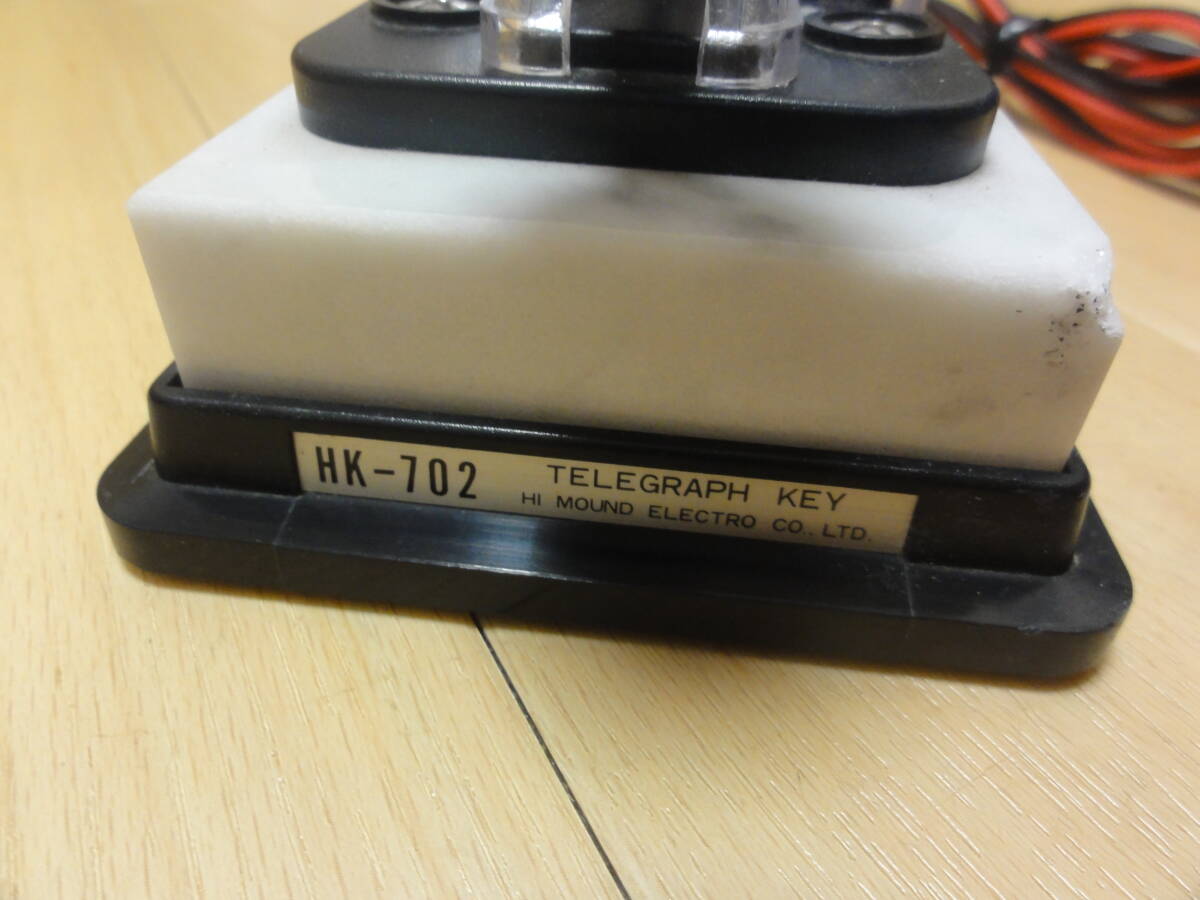 HK-702 TELEGRAPH KEY
HI MOUND ELECTRO CO., LTD.